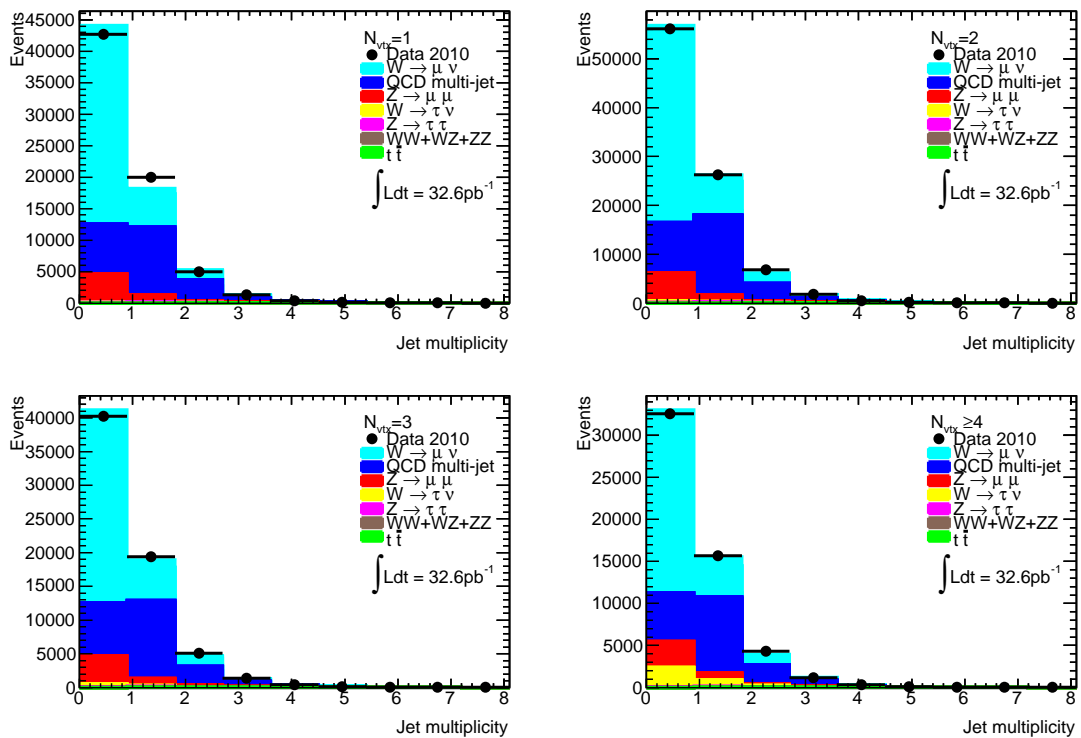 Events
45000
40000
35000
30000
25000
20000
15000
10000
5000
0
N_vtx=1
Data 2010
W → μ ν
QCD multi-jet
Z → μ μ
W → τ ν
Z → τ τ
WW+WZ+ZZ
t t̄
∫ Ldt = 32.6pb⁻¹
0 1 2 3 4 5 6 7 8
Jet multiplicity
Events
50000
40000
30000
20000
10000
0
N_vtx=2
Data 2010
W → μ ν
QCD multi-jet
Z → μ μ
W → τ ν
Z → τ τ
WW+WZ+ZZ
t t̄
∫ Ldt = 32.6pb⁻¹
0 1 2 3 4 5 6 7 8
Jet multiplicity
Events
40000
35000
30000
25000
20000
15000
10000
5000
0
N_vtx=3
Data 2010
W → μ ν
QCD multi-jet
Z → μ μ
W → τ ν
Z → τ τ
WW+WZ+ZZ
t t̄
∫ Ldt = 32.6pb⁻¹
0 1 2 3 4 5 6 7 8
Jet multiplicity
Events
30000
25000
20000
15000
10000
5000
0
N_vtx ≥4
Data 2010
W → μ ν
QCD multi-jet
Z → μ μ
W → τ ν
Z → τ τ
WW+WZ+ZZ
t t̄
∫ Ldt = 32.6pb⁻¹
0 1 2 3 4 5 6 7 8
Jet multiplicity